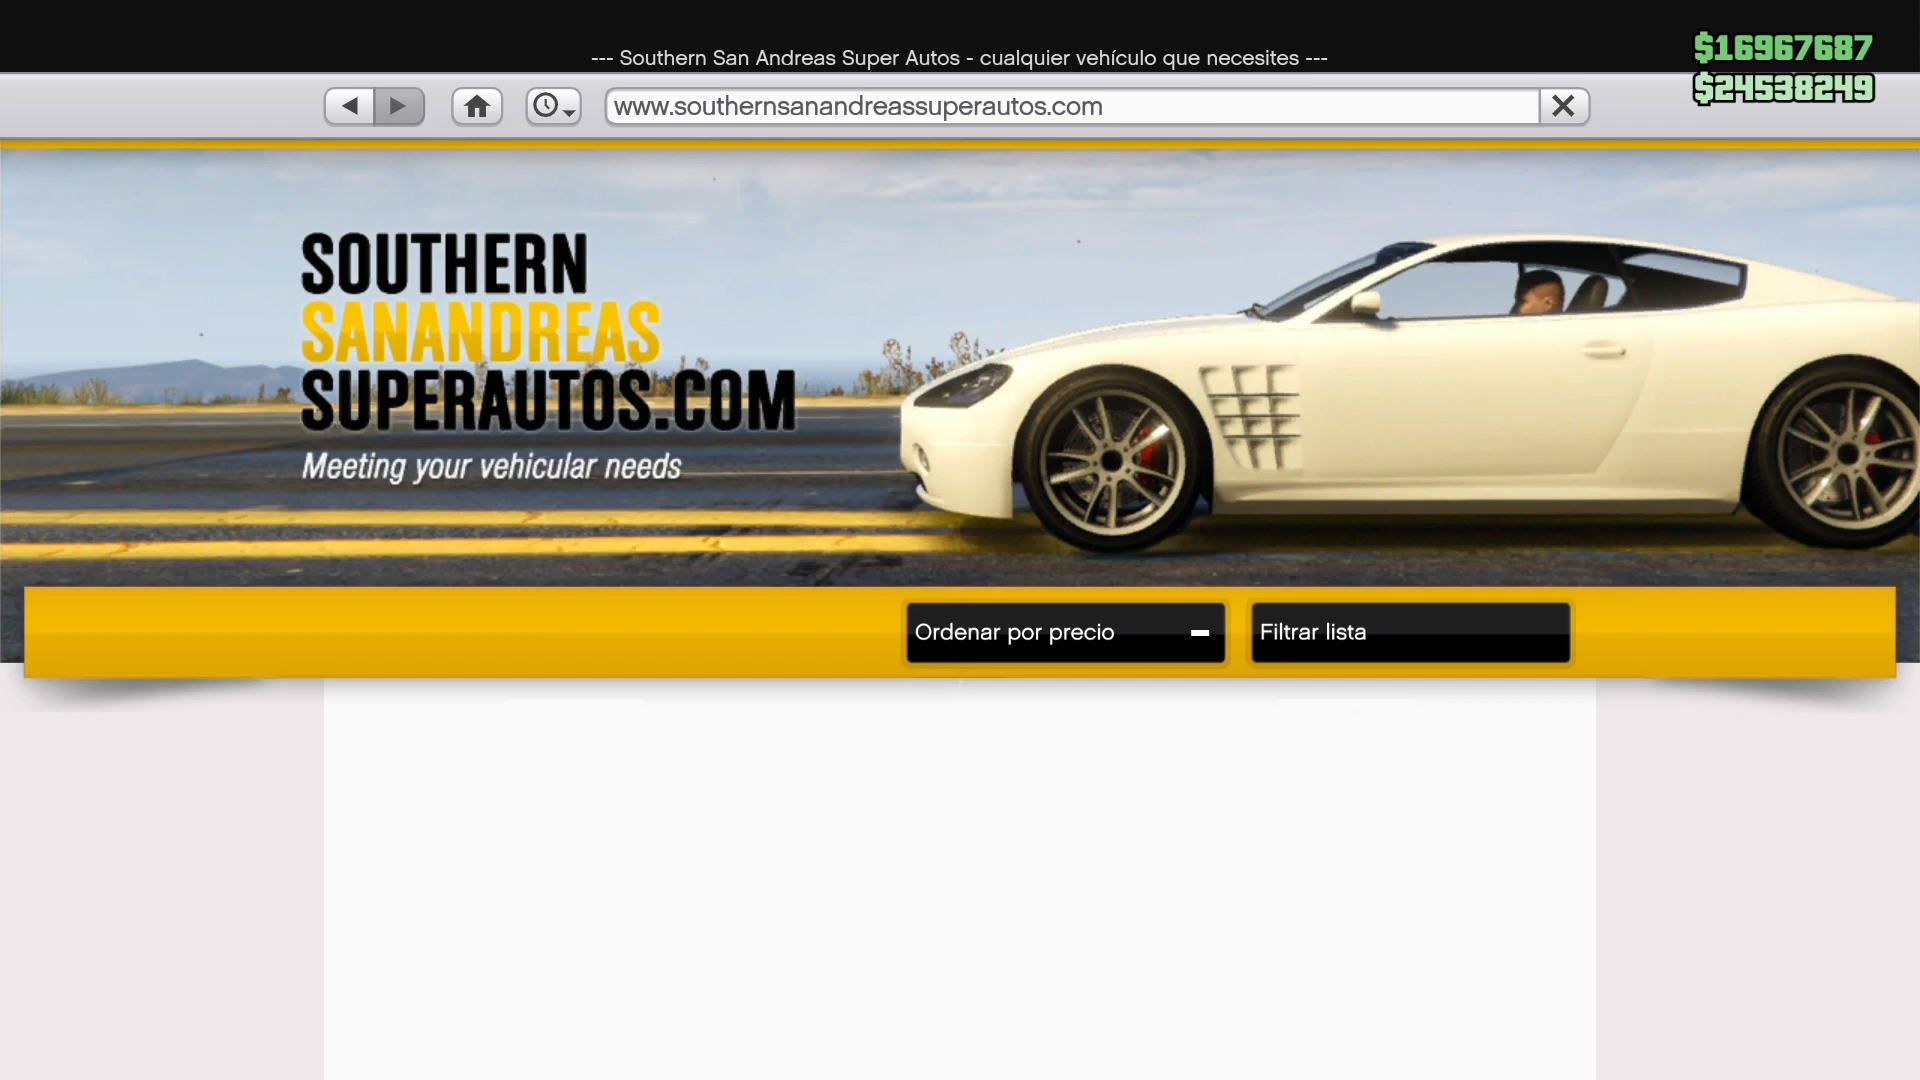 --- Southern San Andreas Super Autos - cualquier vehículo que necesites ---
$16967687
$24538249
www.southernsanandreassuperautos.com
SOUTHERN
SANANDREAS
SUPERAUTOS.COM
Meeting your vehicular needs
Ordenar por precio
Filtrar lista